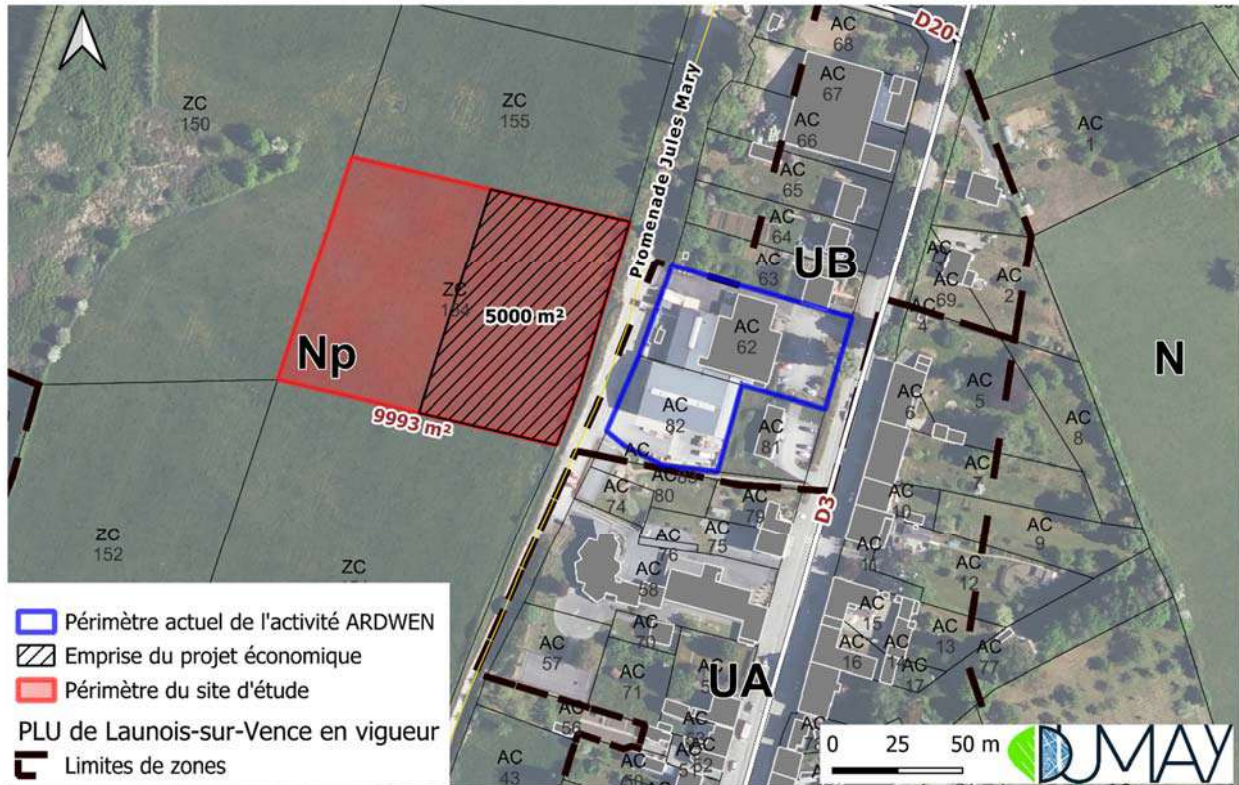 D20
AC
68
AC
67
ZC
150
ZC
155
AC
66
AC
1
AC
65
Promenade Jules Mary
AC
64
AC
63
UB
AC
69
AC
2
AC
4
ZC
5000 m²
AC
62
Np
N
AC
5
AC
6
AC
8
9993 m²
AC
82
AC
81
AC
AC
80
AC
74
AC
79
D3
AC
7
AC
10
AC
9
ZC
152
AC
76
AC
75
AC
58
AC
12
ZC
AC
15
AC
13
AC
16
AC
14
AC
17
AC
77
AC
70
AC
57
AC
71
UA
AC
56
AC
43
Périmètre actuel de l'activité ARDWEN
Emprise du projet économique
Périmètre du site d'étude
PLU de Launois-sur-Vence en vigueur
Limites de zones
0 25 50 m
DUMAY